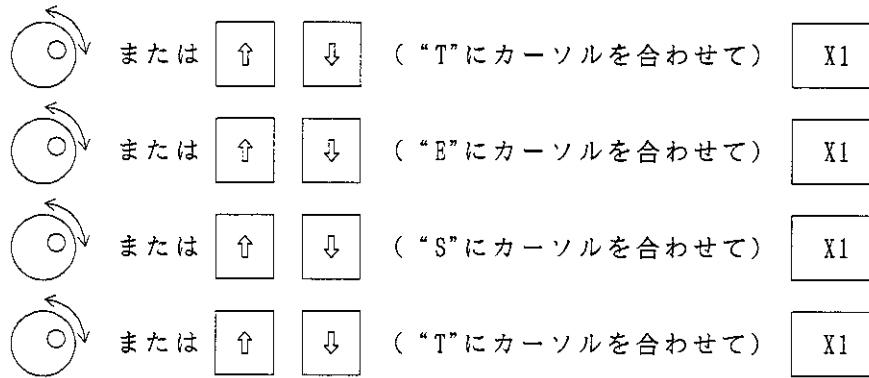 または ⇧ ⇩ （“T”にカーソルを合わせて） X1
または ⇧ ⇩ （“E”にカーソルを合わせて） X1
または ⇧ ⇩ （“S”にカーソルを合わせて） X1
または ⇧ ⇩ （“T”にカーソルを合わせて） X1